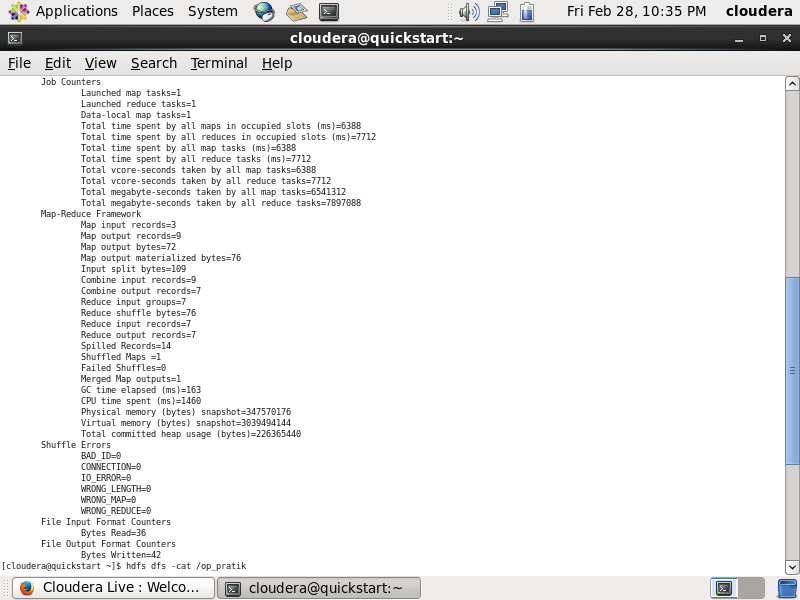 Applications Places System Fri Feb 28, 10:35 PM cloudera
cloudera@quickstart:~
File Edit View Search Terminal Help
Job Counters
Launched map tasks=1
Launched reduce tasks=1
Data-local map tasks=1
Total time spent by all maps in occupied slots (ms)=6388
Total time spent by all reduces in occupied slots (ms)=7712
Total time spent by all map tasks (ms)=6388
Total time spent by all reduce tasks (ms)=7712
Total vcore-seconds taken by all map tasks=6388
Total vcore-seconds taken by all reduce tasks=7712
Total megabyte-seconds taken by all map tasks=6541312
Total megabyte-seconds taken by all reduce tasks=7897088
Map-Reduce Framework
Map input records=3
Map output records=9
Map output bytes=72
Map output materialized bytes=76
Input split bytes=109
Combine input records=9
Combine output records=7
Reduce input groups=7
Reduce shuffle bytes=76
Reduce input records=7
Reduce output records=7
Spilled Records=14
Shuffled Maps =1
Failed Shuffles=0
Merged Map outputs=1
GC time elapsed (ms)=163
CPU time spent (ms)=1460
Physical memory (bytes) snapshot=347570176
Virtual memory (bytes) snapshot=3039494144
Total committed heap usage (bytes)=226365440
Shuffle Errors
BAD_ID=0
CONNECTION=0
IO_ERROR=0
WRONG_LENGTH=0
WRONG_MAP=0
WRONG_REDUCE=0
File Input Format Counters
Bytes Read=36
File Output Format Counters
Bytes Written=42
[cloudera@quickstart ~]$ hdfs dfs -cat /op_pratik
Cloudera Live : Welco... cloudera@quickstart:~